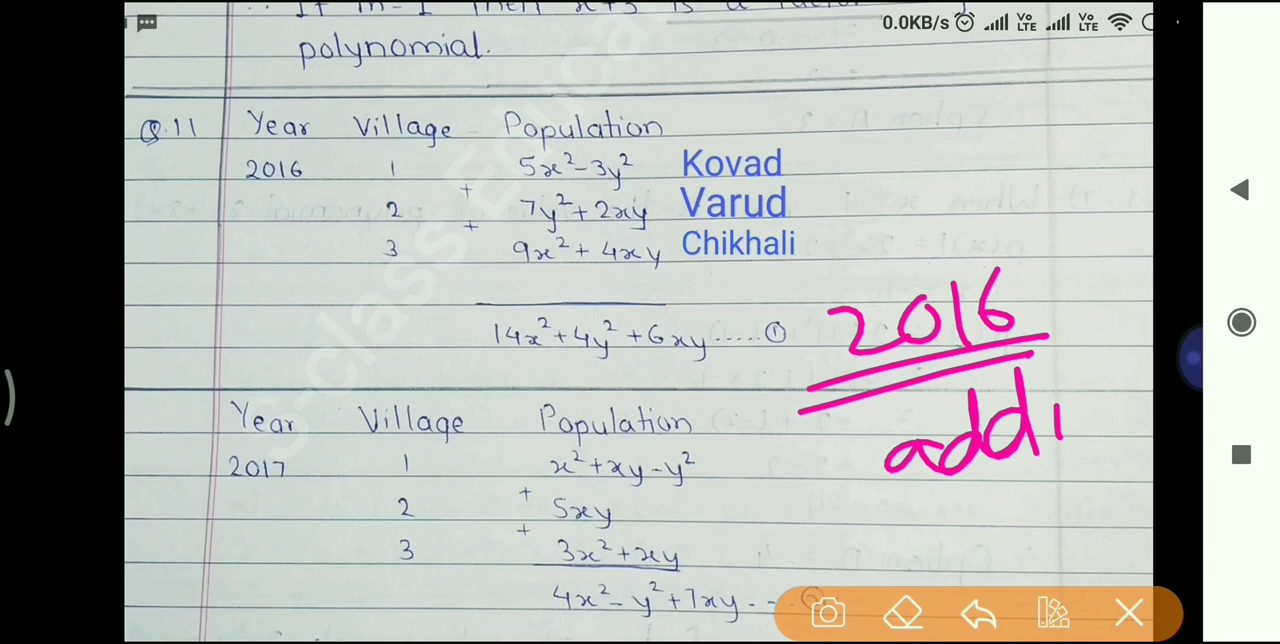 polynomial.
0.0KB/s
Q.11 Year Village Population
2016 1 5x²-3y² Kovad
+
2 7y²+2xy Varud
+
3 9x²+4xy Chikhali
14x²+4y²+6xy.....①
2016
addi
Year Village Population
2017 1 x²+xy-y²
+
2 5xy
+
3 3x²+xy
4x²-y²+7xy